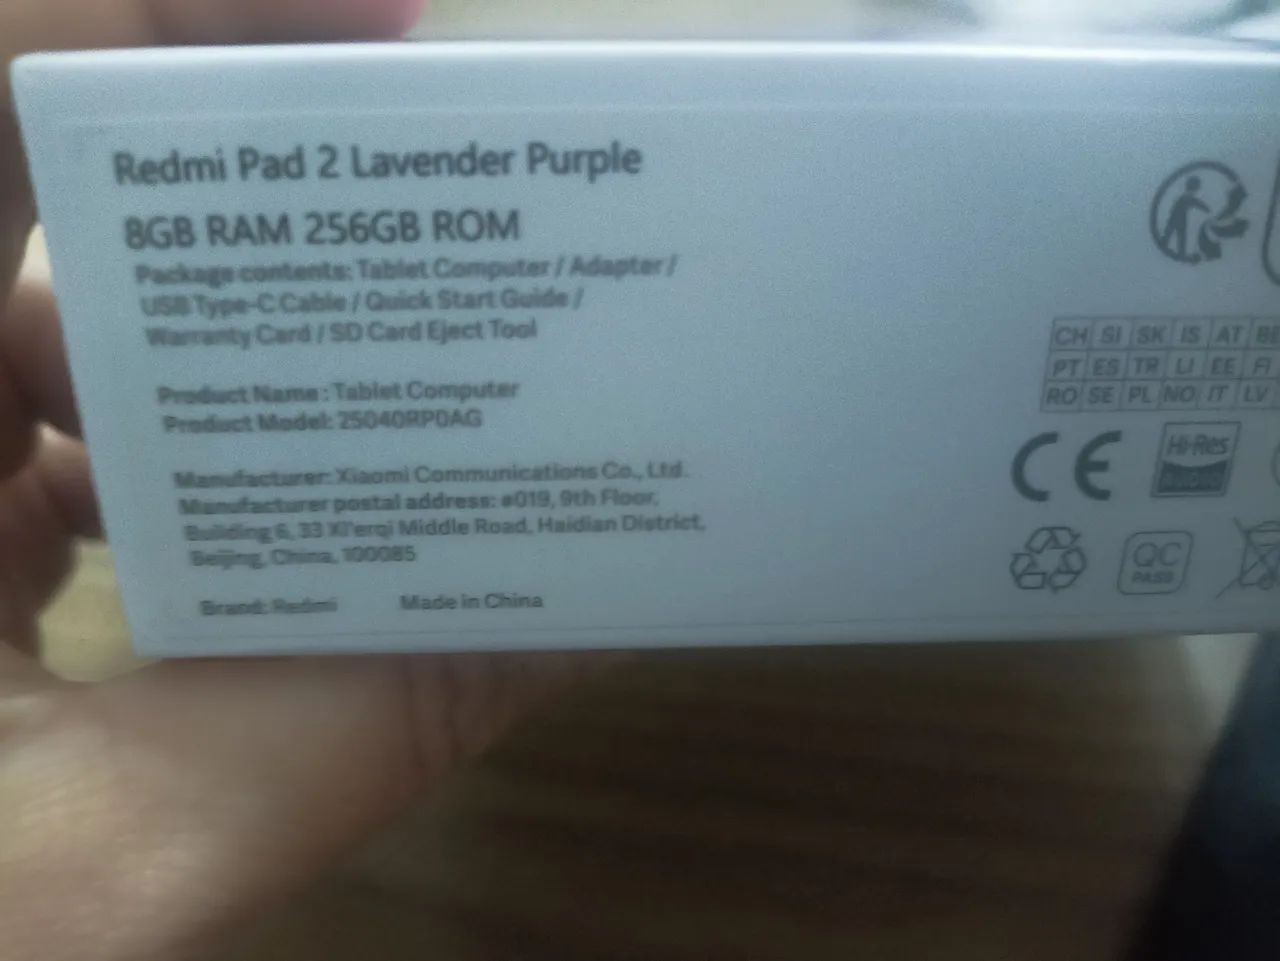 Redmi Pad 2 Lavender Purple
8GB RAM 256GB ROM
Package contents: Tablet Computer / Adapter /
USB Type-C Cable / Quick Start Guide /
Warranty Card / SD Card Eject Tool
Product Name : Tablet Computer
Product Model: 25040RP0AG
Manufacturer: Xiaomi Communications Co., Ltd.
Manufacturer postal address: #019, 9th Floor,
Building 6, 33 Xi'erqi Middle Road, Haidian District,
Beijing, China, 100085
Brand: Redmi Made in China
CH SI SK IS AT BE
PT ES TR LI EE FI
RO SE PL NO IT LV
CE Hi-Res
AUDIO
QC
PASS